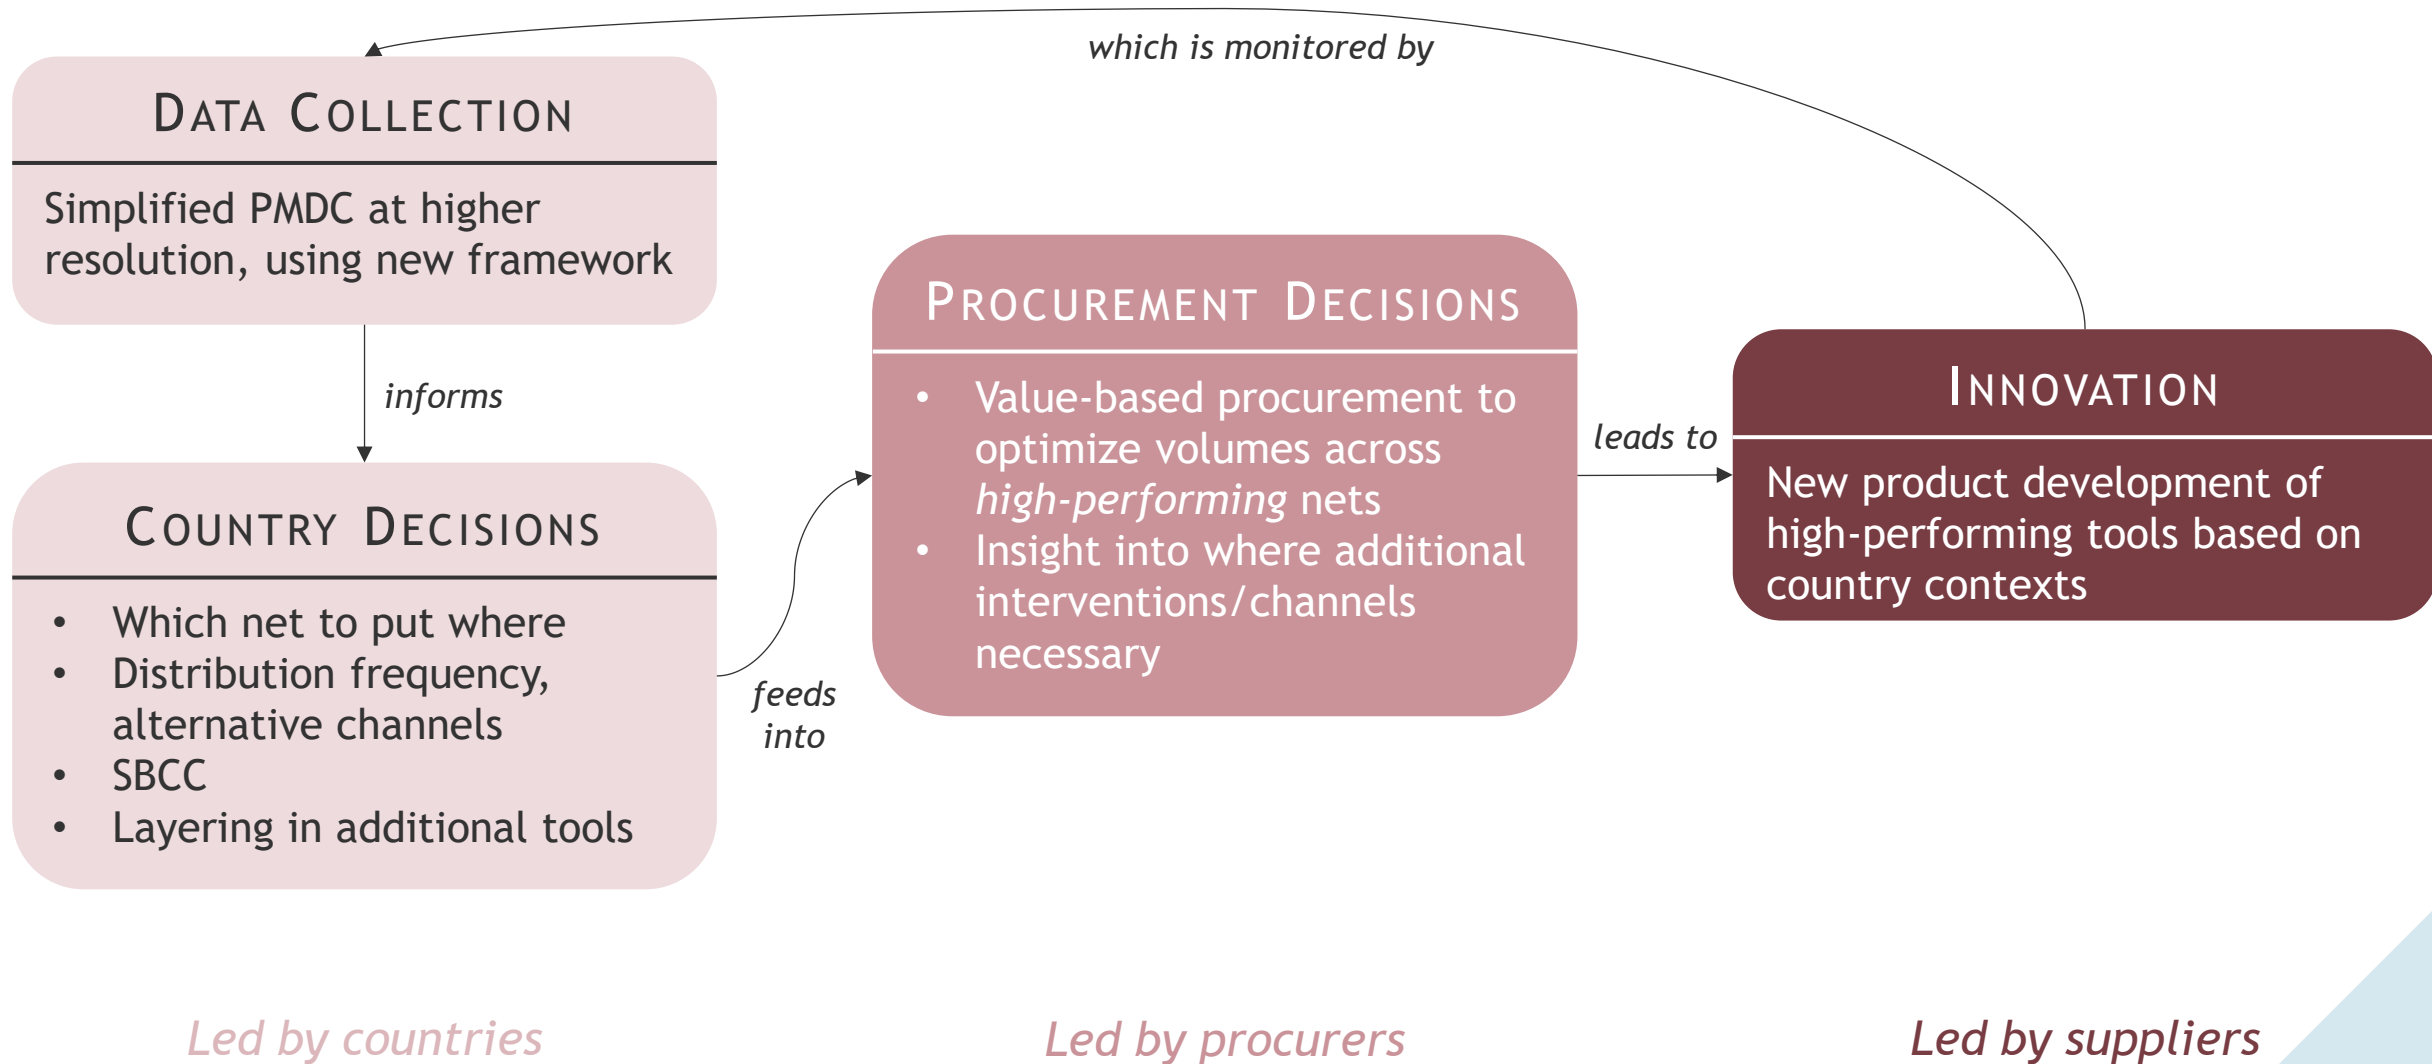 which is monitored by
DATA COLLECTION
Simplified PMDC at higher
resolution, using new framework
informs
COUNTRY DECISIONS
• Which net to put where
• Distribution frequency,
alternative channels
• SBCC
• Layering in additional tools
feeds
into
PROCUREMENT DECISIONS
• Value-based procurement to
optimize volumes across
high-performing nets
• Insight into where additional
interventions/channels
necessary
leads to
INNOVATION
New product development of
high-performing tools based on
country contexts
Led by countries
Led by procurers
Led by suppliers